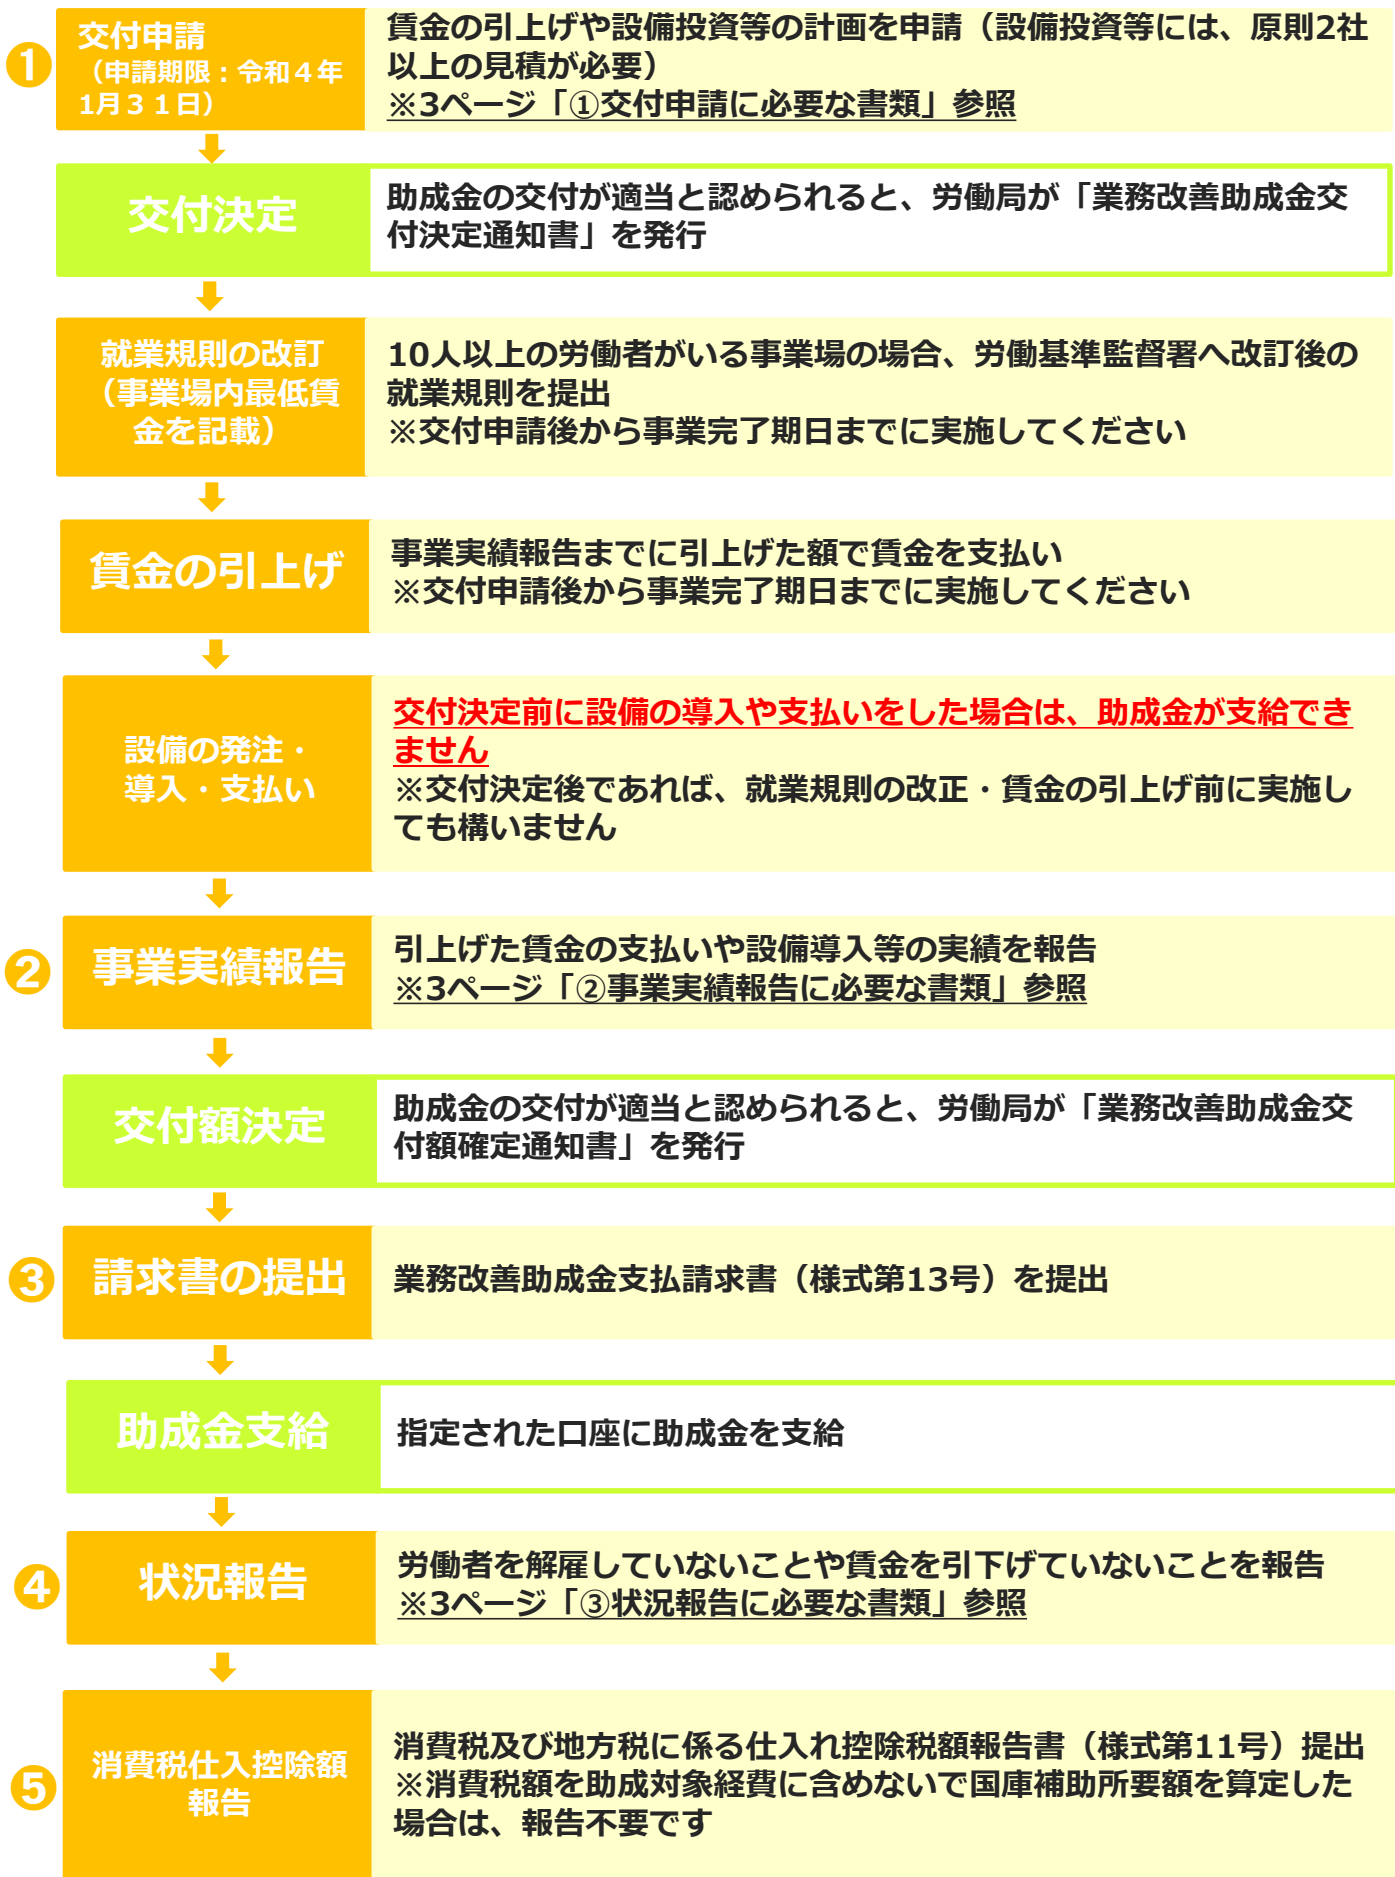 ❶
交付申請
（申請期限：令和４年
1月３１日）
賃金の引上げや設備投資等の計画を申請（設備投資等には、原則2社
以上の見積が必要）
※3ページ「①交付申請に必要な書類」参照
交付決定
助成金の交付が適当と認められると、労働局が「業務改善助成金交
付決定通知書」を発行
就業規則の改訂
（事業場内最低賃
金を記載）
10人以上の労働者がいる事業場の場合、労働基準監督署へ改訂後の
就業規則を提出
※交付申請後から事業完了期日までに実施してください
賃金の引上げ
事業実績報告までに引上げた額で賃金を支払い
※交付申請後から事業完了期日までに実施してください
設備の発注・
導入・支払い
交付決定前に設備の導入や支払いをした場合は、助成金が支給でき
ません
※交付決定後であれば、就業規則の改正・賃金の引上げ前に実施し
ても構いません
❷
事業実績報告
引上げた賃金の支払いや設備導入等の実績を報告
※3ページ「②事業実績報告に必要な書類」参照
交付額決定
助成金の交付が適当と認められると、労働局が「業務改善助成金交
付額確定通知書」を発行
❸
請求書の提出
業務改善助成金支払請求書（様式第13号）を提出
助成金支給
指定された口座に助成金を支給
❹
状況報告
労働者を解雇していないことや賃金を引下げていないことを報告
※3ページ「③状況報告に必要な書類」参照
❺
消費税仕入控除額
報告
消費税及び地方税に係る仕入れ控除税額報告書（様式第11号）提出
※消費税額を助成対象経費に含めないで国庫補助所要額を算定した
場合は、報告不要です